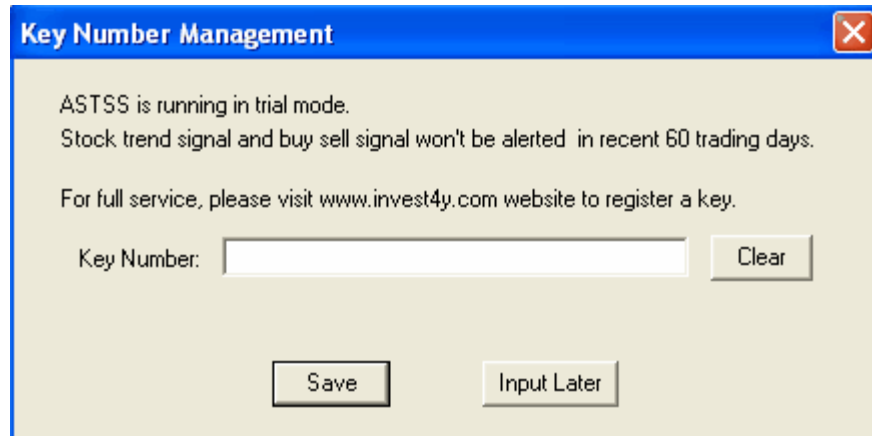 Key Number Management
ASTSS is running in trial mode.
Stock trend signal and buy sell signal won't be alerted  in recent 60 trading days.
For full service, please visit www.invest4y.com website to register a key.
Key Number:
Clear
Save
Input Later